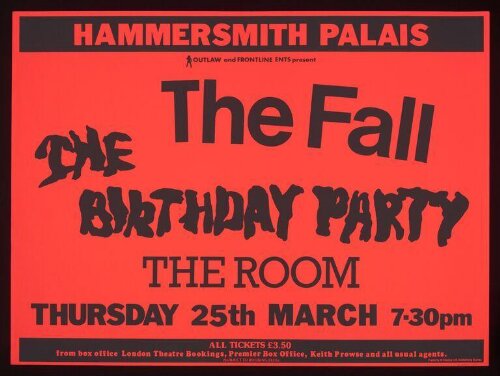 HAMMERSMITH PALAIS
OUTLAW and FRONTLINE ENTS present
The Fall
THE
BIRTHDAY PARTY
THE ROOM
THURSDAY 25th MARCH 7·30pm
ALL TICKETS £3.50
from box office London Theatre Bookings, Premier Box Office, Keith Prowse and all usual agents.